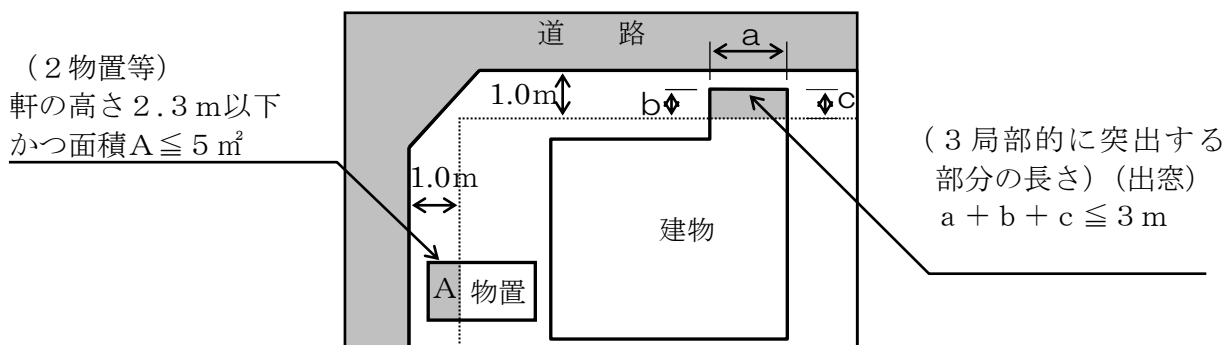 道　　路
a
（２物置等）
軒の高さ２.３ｍ以下
かつ面積Ａ≦５㎡
1.0ｍ
b
c
（３局部的に突出する
部分の長さ）（出窓）
ａ＋ｂ＋ｃ≦３ｍ
1.0ｍ
建物
Ａ
物置